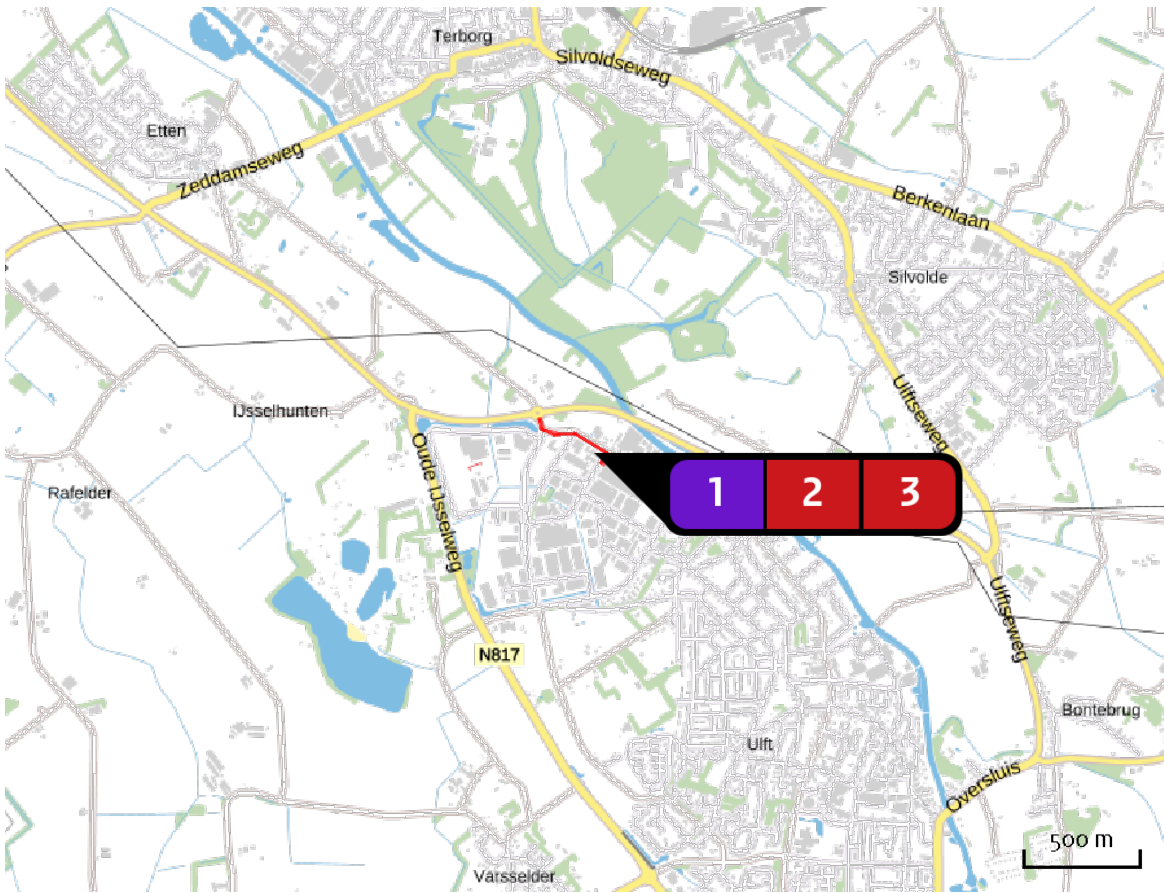 Terborg
Silvoldseweg
Etten
Zeddamseweg
Berkenlaan
Silvolde
IJsselhunten
Ulftseweg
Oude IJsselweg
Rafelder
1 2 3
Ulftseweg
N817
Bontebrug
Ulft
Oversluis
500 m
Varsselder